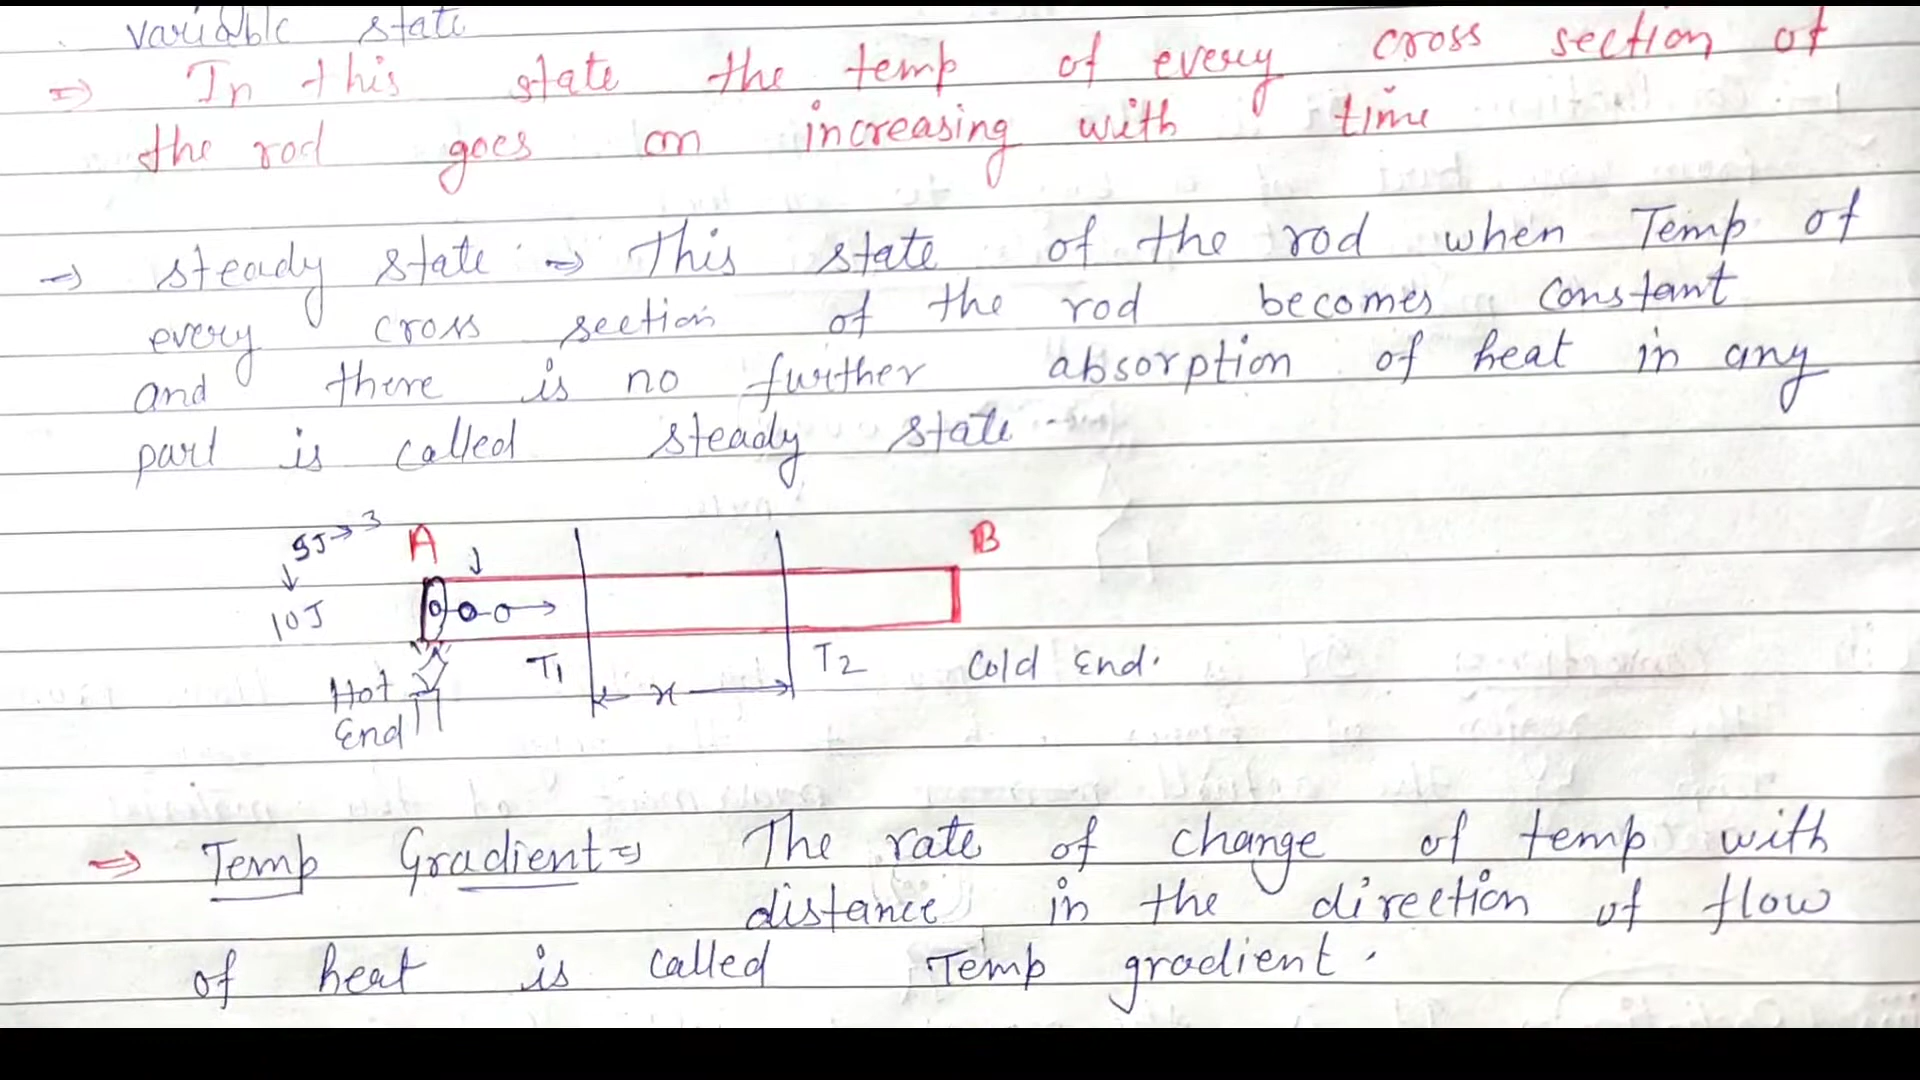 variable state
⇒ In this state the temp of every cross section of
the rod goes on increasing with time
→ steady state ⇒ This state of the rod when Temp of
every cross section of the rod becomes constant
and there is no further absorption of heat in any
part is called steady state
5J → 3
A
B
10J
T1
x
T2
Cold End.
Hot
End
⇒ Temp Gradient ⇒ The rate of change of temp with
distance in the direction of flow
of heat is called Temp gradient.